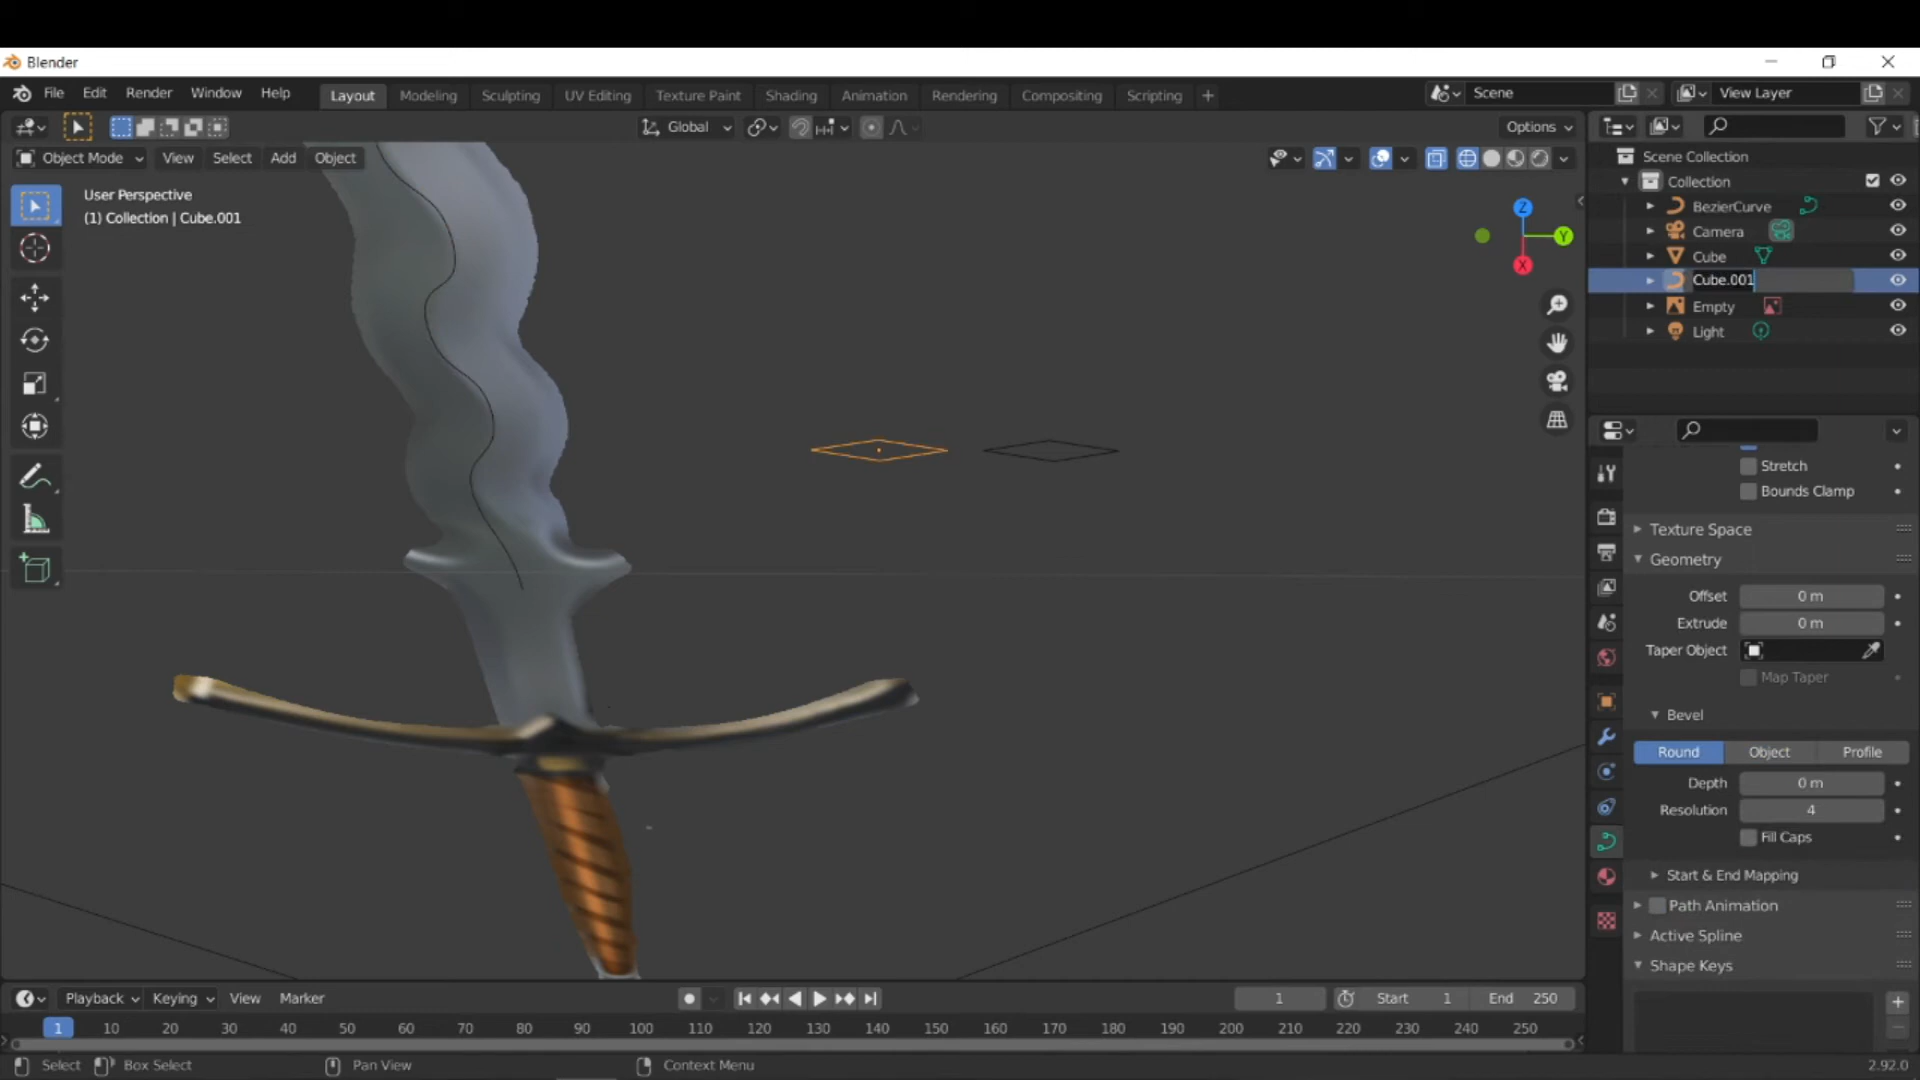 Blender
File Edit Render Window Help Layout Modeling Sculpting UV Editing Texture Paint Shading Animation Rendering Compositing Scripting + Scene View Layer
Global Options
Object Mode View Select Add Object
User Perspective
(1) Collection | Cube.001
Z
Y
X
Scene Collection
Collection
BezierCurve
Camera
Cube
Cube.001
Empty
Light
Stretch
Bounds Clamp
Texture Space
Geometry
Offset 0 m
Extrude 0 m
Taper Object
Map Taper
Bevel
Round Object Profile
Depth 0 m
Resolution 4
Fill Caps
Start & End Mapping
Path Animation
Active Spline
Shape Keys
Playback Keying View Marker 1 Start 1 End 250
1 10 20 30 40 50 60 70 80 90 100 110 120 130 140 150 160 170 180 190 200 210 220 230 240 250
Select Box Select Pan View Context Menu 2.92.0